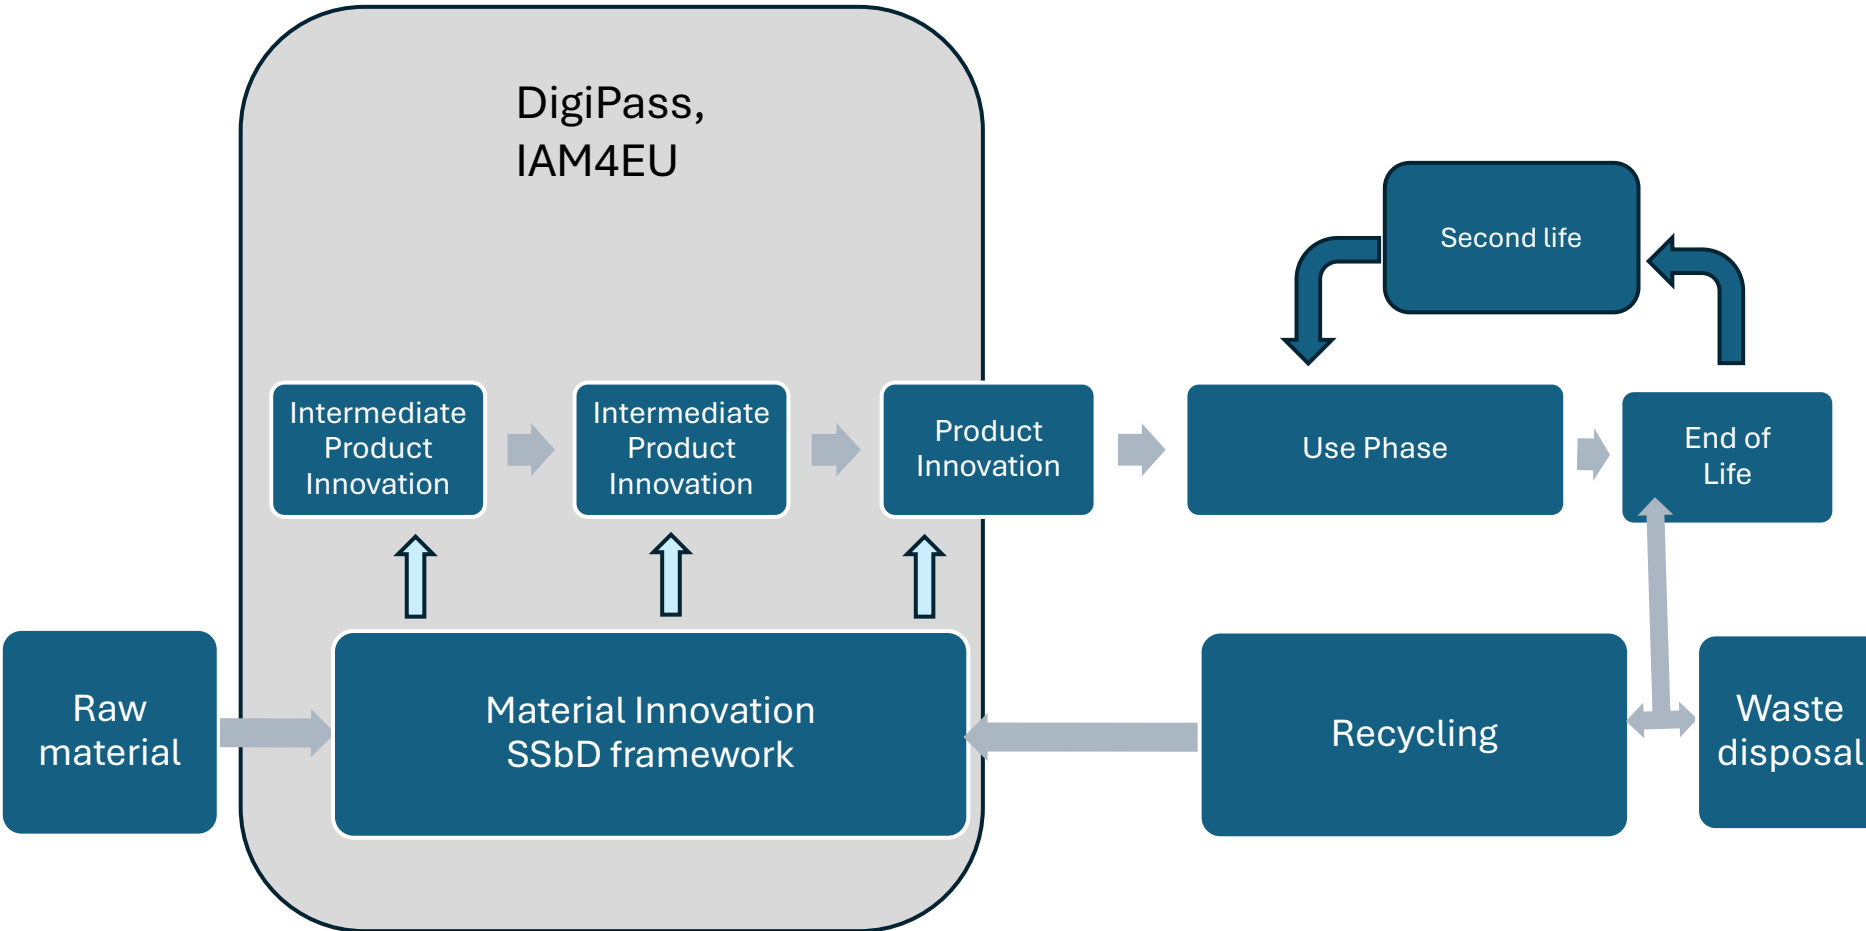 DigiPass,
IAM4EU
Second life
Intermediate
Product
Innovation
Intermediate
Product
Innovation
Product
Innovation
Use Phase
End of
Life
Raw
material
Material Innovation
SSbD framework
Recycling
Waste
disposal